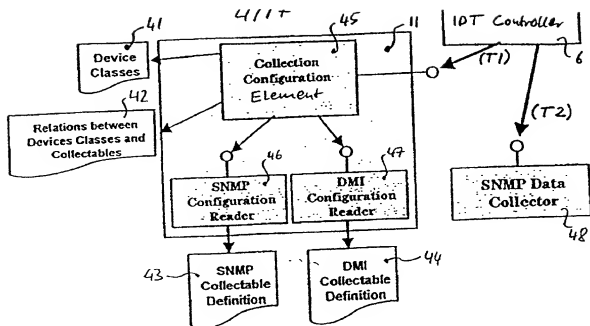 4/1T
41
Device
Classes
45
11
Collection
Configuration
Element
IDT Controller
6
(T1)
(T2)
42
Relations between
Devices Classes and
Collectables
46
SNMP
Configuration
Reader
47
DMI
Configuration
Reader
SNMP Data
Collector
48
43
SNMP
Collectable
Definition
44
DMI
Collectable
Definition